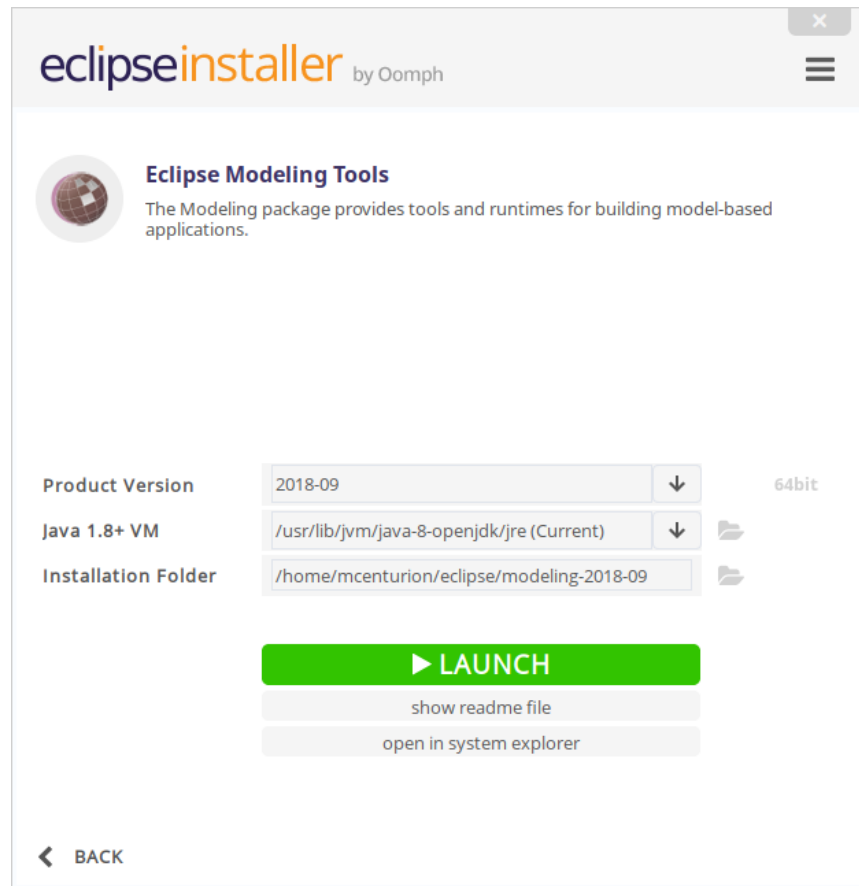 eclipseinstaller by Oomph
Eclipse Modeling Tools
The Modeling package provides tools and runtimes for building model-based
applications.
Product Version 2018-09 64bit
Java 1.8+ VM /usr/lib/jvm/java-8-openjdk/jre (Current)
Installation Folder /home/mcenturion/eclipse/modeling-2018-09
LAUNCH
show readme file
open in system explorer
BACK